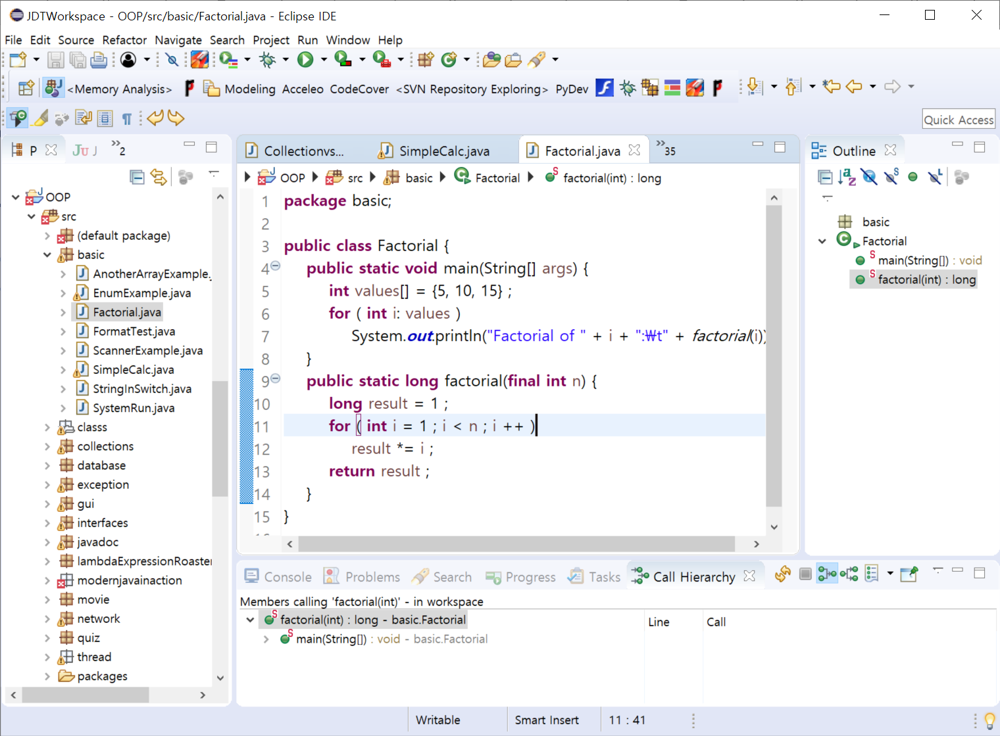 JDTWorkspace - OOP/src/basic/Factorial.java - Eclipse IDE
File Edit Source Refactor Navigate Search Project Run Window Help
<Memory Analysis> Modeling Acceleo CodeCover <SVN Repository Exploring> PyDev
Quick Access
P
Ju J
2
OOP
src
(default package)
basic
AnotherArrayExample.
EnumExample.java
Factorial.java
FormatTest.java
ScannerExample.java
SimpleCalc.java
StringInSwitch.java
SystemRun.java
classs
collections
database
exception
gui
interfaces
javadoc
lambdaExpressionRoaster
modernjavainaction
movie
network
quiz
thread
packages
Collectionvs... SimpleCalc.java Factorial.java 35
OOP src basic Factorial factorial(int) : long
1 package basic;
2
3 public class Factorial {
4 public static void main(String[] args) {
5 int values[] = {5, 10, 15} ;
6 for ( int i: values )
7 System.out.println("Factorial of " + i + ":₩t" + factorial(i))
8 }
9 public static long factorial(final int n) {
10 long result = 1 ;
11 for ( int i = 1 ; i < n ; i ++ )
12 result *= i ;
13 return result ;
14 }
15 }
Outline
basic
Factorial
main(String[]) : void
factorial(int) : long
Console Problems Search Progress Tasks Call Hierarchy
Members calling 'factorial(int)' - in workspace
factorial(int) : long - basic.Factorial
main(String[]) : void - basic.Factorial
Line Call
Writable Smart Insert 11 : 41